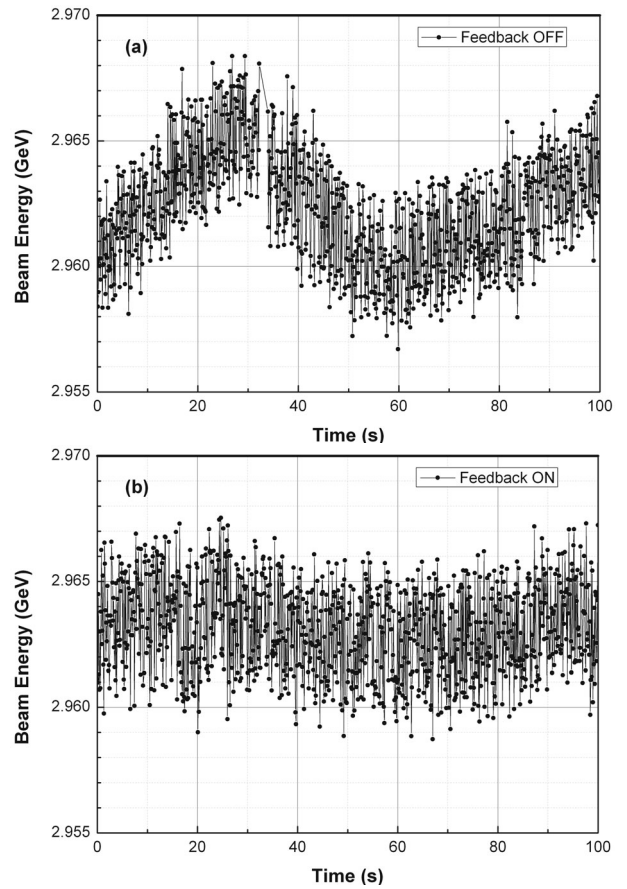 2.970
(a)
Feedback OFF
2.965
Beam Energy (GeV)
2.960
2.955
0 20 40 60 80 100
Time (s)
2.970
(b)
Feedback ON
2.965
Beam Energy (GeV)
2.960
2.955
0 20 40 60 80 100
Time (s)